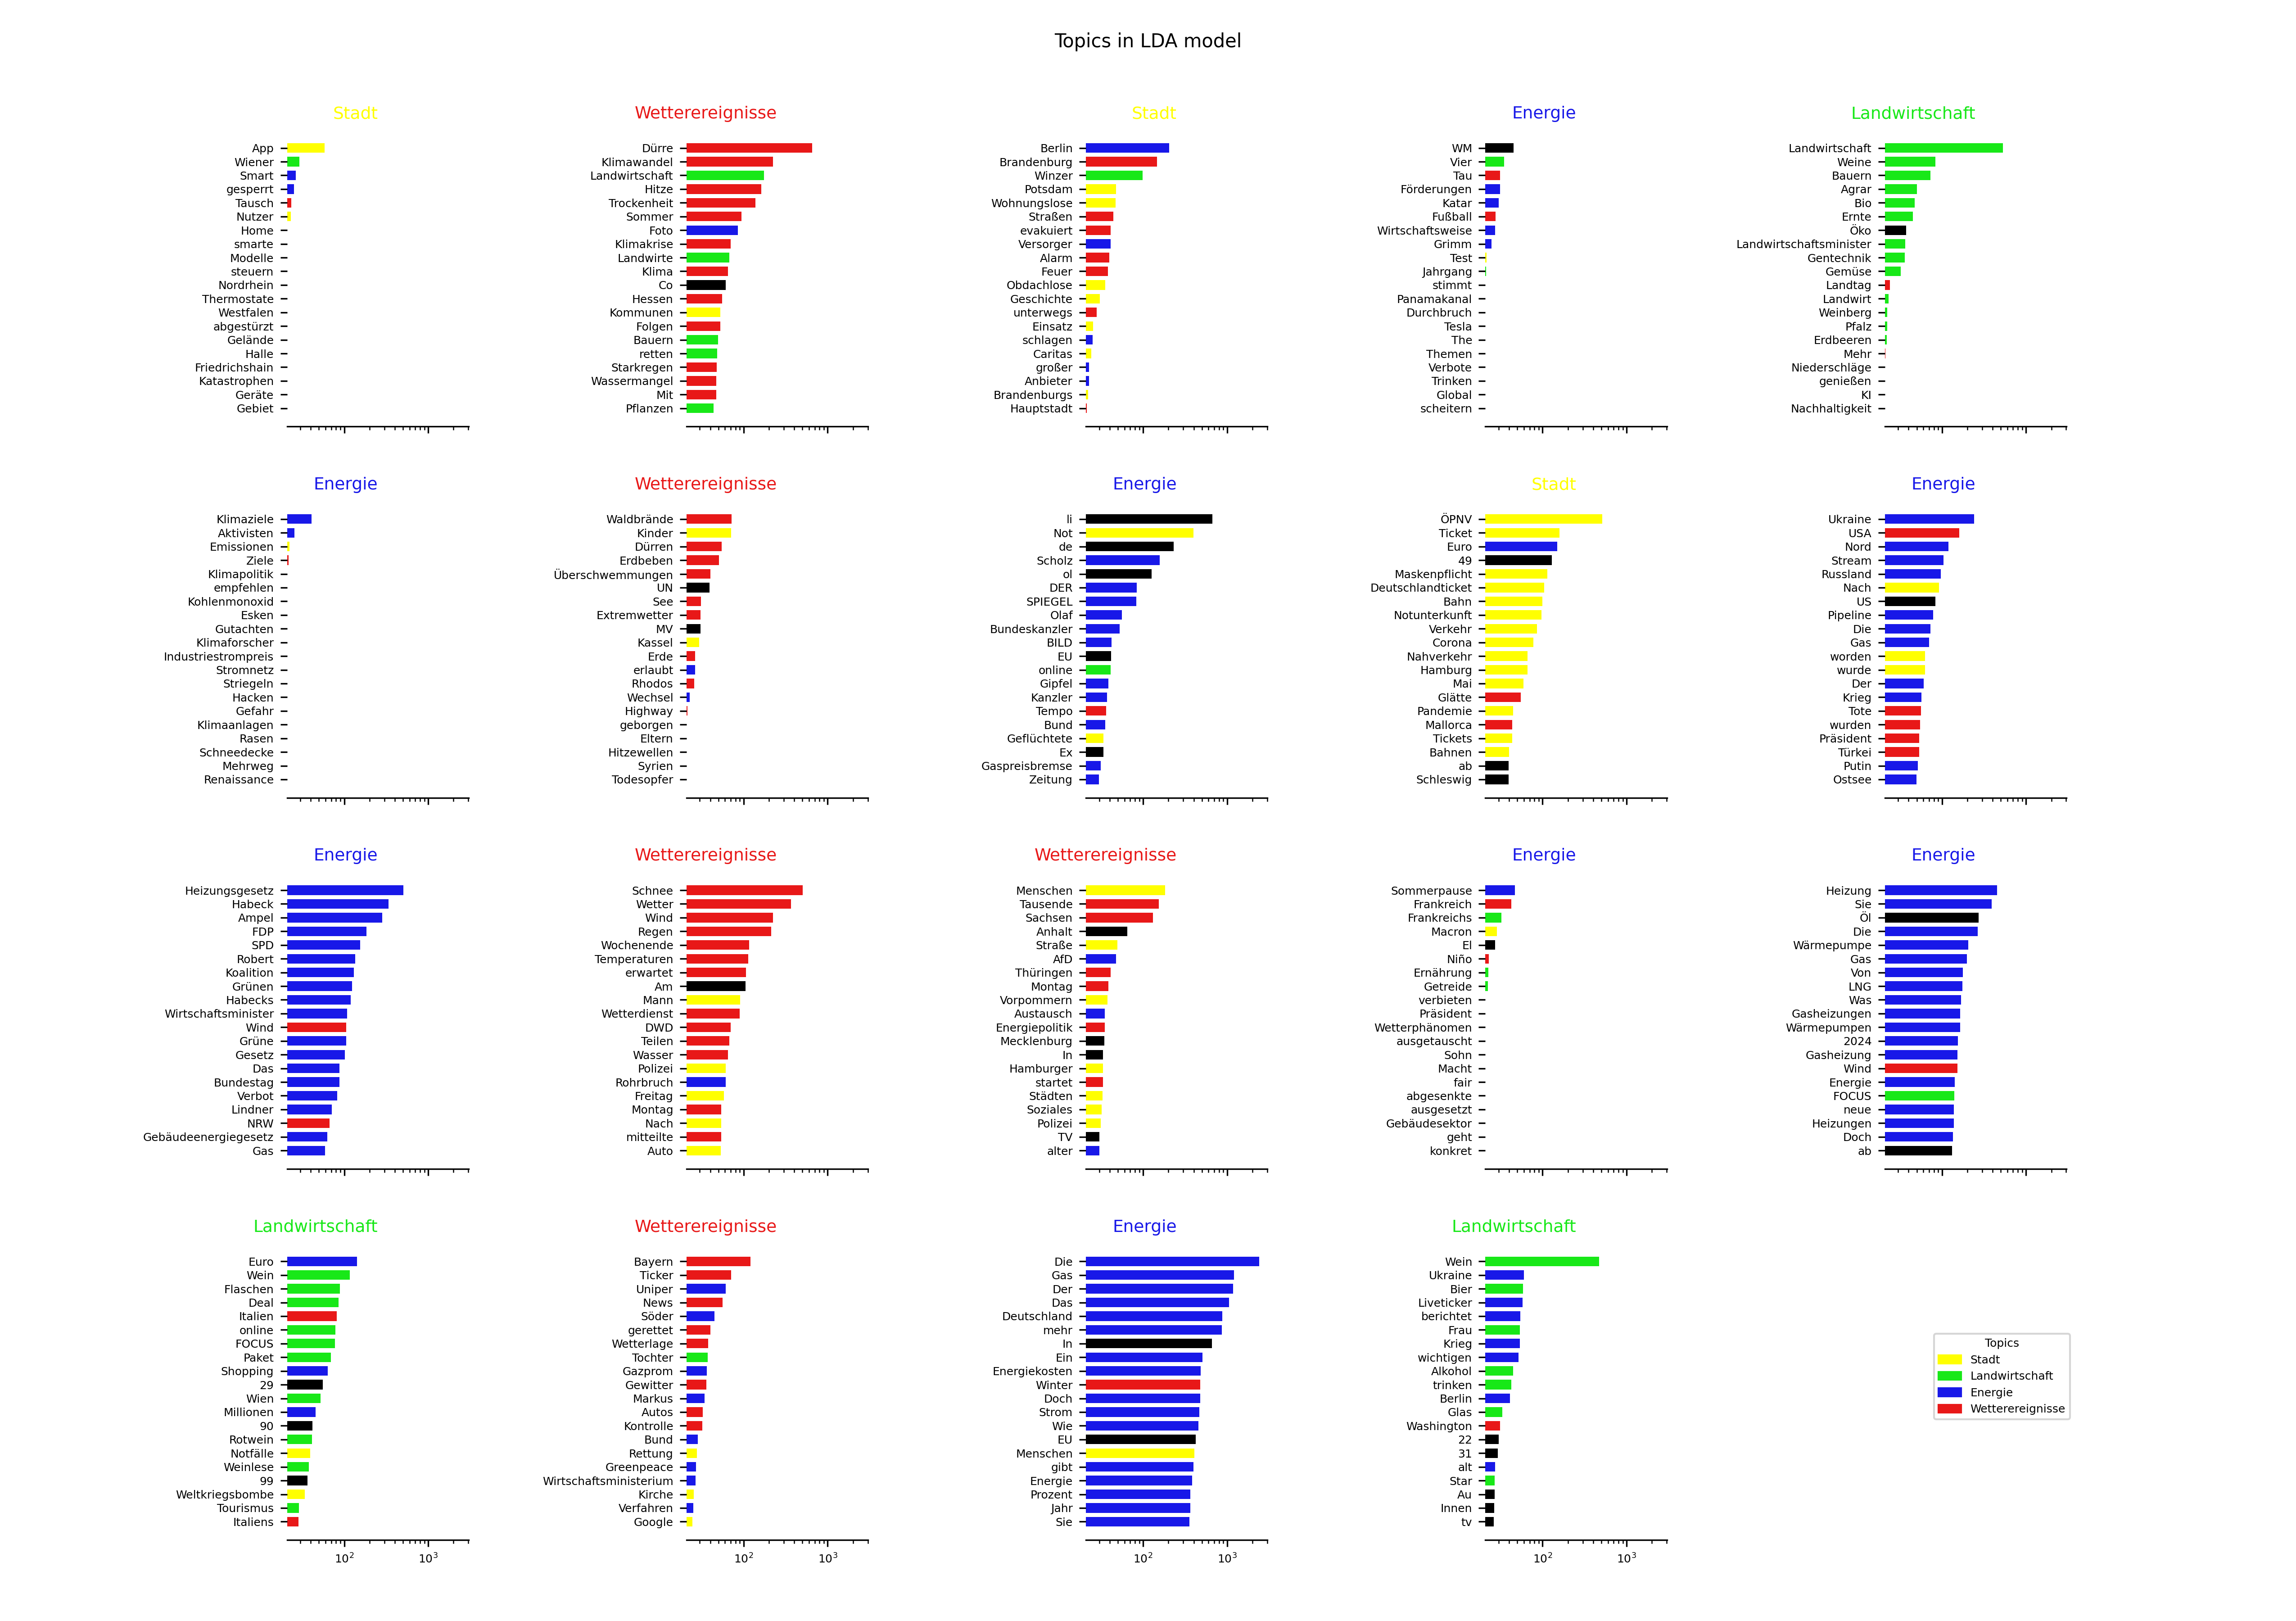 Topics in LDA model
Stadt
App
Wiener
Smart
gesperrt
Tausch
Nutzer
Home
smarte
Modelle
steuern
Nordrhein
Thermostate
Westfalen
abgestürzt
Gelände
Halle
Friedrichshain
Katastrophen
Geräte
Gebiet
Wetterereignisse
Dürre
Klimawandel
Landwirtschaft
Hitze
Trockenheit
Sommer
Foto
Klimakrise
Landwirte
Klima
Co
Hessen
Kommunen
Folgen
Bauern
retten
Starkregen
Wassermangel
Mit
Pflanzen
Stadt
Berlin
Brandenburg
Winzer
Potsdam
Wohnungslose
Straßen
evakuiert
Versorger
Alarm
Feuer
Obdachlose
Geschichte
unterwegs
Einsatz
schlagen
Caritas
großer
Anbieter
Brandenburgs
Hauptstadt
Energie
WM
Vier
Tau
Förderungen
Katar
Fußball
Wirtschaftsweise
Grimm
Test
Jahrgang
stimmt
Panamakanal
Durchbruch
Tesla
The
Themen
Verbote
Trinken
Global
scheitern
Landwirtschaft
Landwirtschaft
Weine
Bauern
Agrar
Bio
Ernte
Öko
Landwirtschaftsminister
Gentechnik
Gemüse
Landtag
Landwirt
Weinberg
Pfalz
Erdbeeren
Mehr
Niederschläge
genießen
KI
Nachhaltigkeit
Energie
Klimaziele
Aktivisten
Emissionen
Ziele
Klimapolitik
empfehlen
Kohlenmonoxid
Esken
Gutachten
Klimaforscher
Industriestrompreis
Stromnetz
Striegeln
Hacken
Gefahr
Klimaanlagen
Rasen
Schneedecke
Mehrweg
Renaissance
Wetterereignisse
Waldbrände
Kinder
Dürren
Erdbeben
Überschwemmungen
UN
See
Extremwetter
MV
Kassel
Erde
erlaubt
Rhodos
Wechsel
Highway
geborgen
Eltern
Hitzewellen
Syrien
Todesopfer
Energie
li
Not
de
Scholz
ol
DER
SPIEGEL
Olaf
Bundeskanzler
BILD
EU
online
Gipfel
Kanzler
Tempo
Bund
Geflüchtete
Ex
Gaspreisbremse
Zeitung
Stadt
ÖPNV
Ticket
Euro
49
Maskenpflicht
Deutschlandticket
Bahn
Notunterkunft
Verkehr
Corona
Nahverkehr
Hamburg
Mai
Glätte
Pandemie
Mallorca
Tickets
Bahnen
ab
Schleswig
Energie
Ukraine
USA
Nord
Stream
Russland
Nach
US
Pipeline
Die
Gas
worden
wurde
Der
Krieg
Tote
wurden
Präsident
Türkei
Putin
Ostsee
Energie
Heizungsgesetz
Habeck
Ampel
FDP
SPD
Robert
Koalition
Grünen
Habecks
Wirtschaftsminister
Wind
Grüne
Gesetz
Das
Bundestag
Verbot
Lindner
NRW
Gebäudeenergiegesetz
Gas
Wetterereignisse
Schnee
Wetter
Wind
Regen
Wochenende
Temperaturen
erwartet
Am
Mann
Wetterdienst
DWD
Teilen
Wasser
Polizei
Rohrbruch
Freitag
Montag
Nach
mitteilte
Auto
Wetterereignisse
Menschen
Tausende
Sachsen
Anhalt
Straße
AfD
Thüringen
Montag
Vorpommern
Austausch
Energiepolitik
Mecklenburg
In
Hamburger
startet
Städten
Soziales
Polizei
TV
alter
Energie
Sommerpause
Frankreich
Frankreichs
Macron
El
Niño
Ernährung
Getreide
verbieten
Präsident
Wetterphänomen
ausgetauscht
Sohn
Macht
fair
abgesenkte
ausgesetzt
Gebäudesektor
geht
konkret
Energie
Heizung
Sie
Öl
Die
Wärmepumpe
Gas
Von
LNG
Was
Gasheizungen
Wärmepumpen
2024
Gasheizung
Wind
Energie
FOCUS
neue
Heizungen
Doch
ab
Landwirtschaft
Euro
Wein
Flaschen
Deal
Italien
online
FOCUS
Paket
Shopping
29
Wien
Millionen
90
Rotwein
Notfälle
Weinlese
99
Weltkriegsbombe
Tourismus
Italiens
10²
10³
Wetterereignisse
Bayern
Ticker
Uniper
News
Söder
gerettet
Wetterlage
Tochter
Gazprom
Gewitter
Markus
Autos
Kontrolle
Bund
Rettung
Greenpeace
Wirtschaftsministerium
Kirche
Verfahren
Google
10²
10³
Energie
Die
Gas
Der
Das
Deutschland
mehr
In
Ein
Energiekosten
Winter
Doch
Strom
Wie
EU
Menschen
gibt
Energie
Prozent
Jahr
Sie
10²
10³
Landwirtschaft
Wein
Ukraine
Bier
Liveticker
berichtet
Frau
Krieg
wichtigen
Alkohol
trinken
Berlin
Glas
Washington
22
31
alt
Star
Au
Innen
tv
10²
10³
Topics
Stadt
Landwirtschaft
Energie
Wetterereignisse